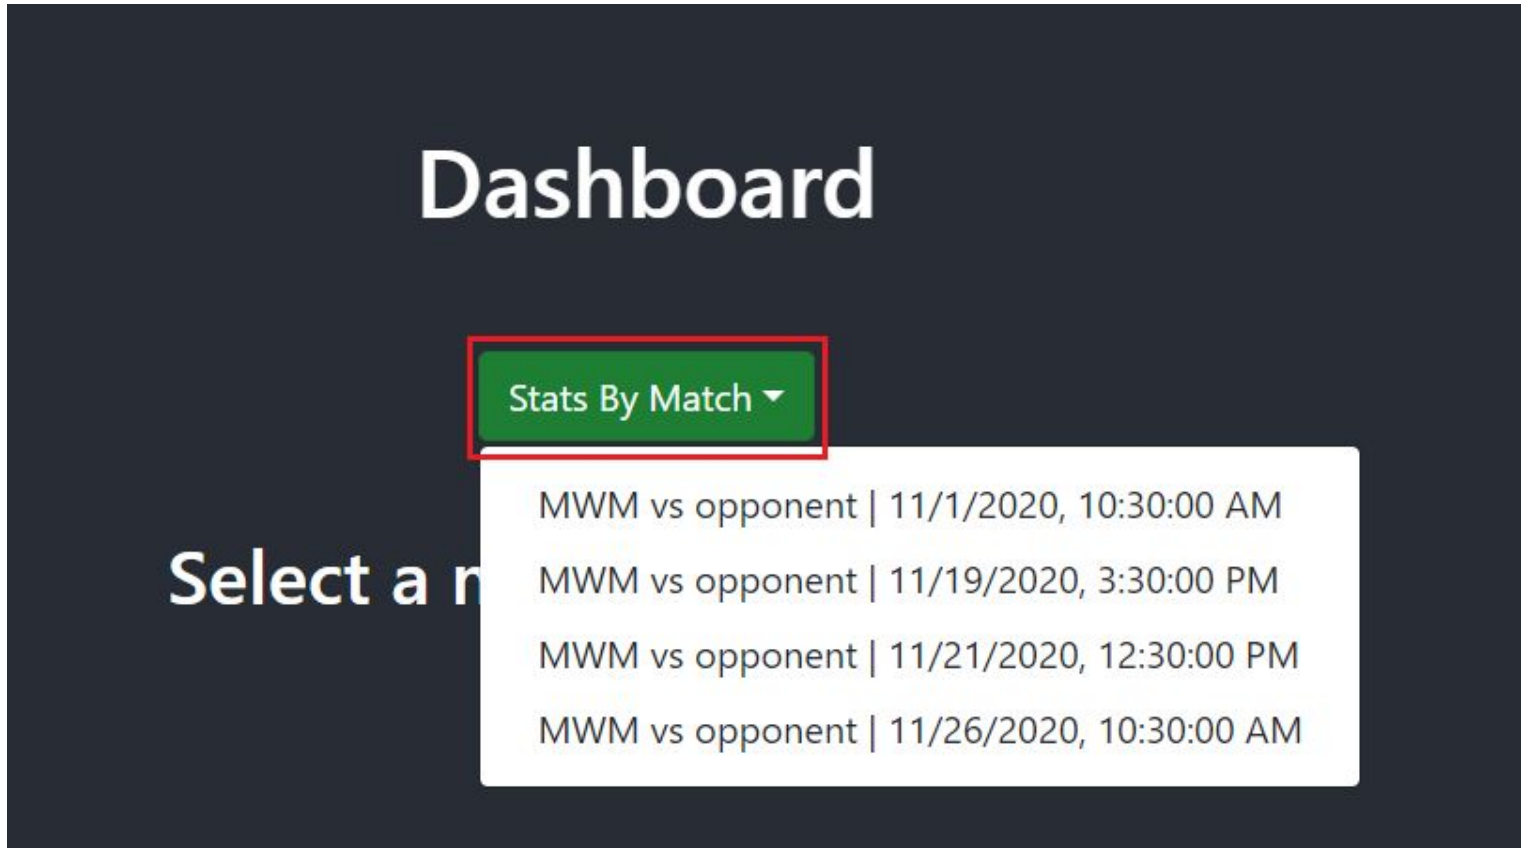 Dashboard
Stats By Match
MWM vs opponent | 11/1/2020, 10:30:00 AM
Select a
MWM vs opponent | 11/19/2020, 3:30:00 PM
MWM vs opponent | 11/21/2020, 12:30:00 PM
MWM vs opponent | 11/26/2020, 10:30:00 AM